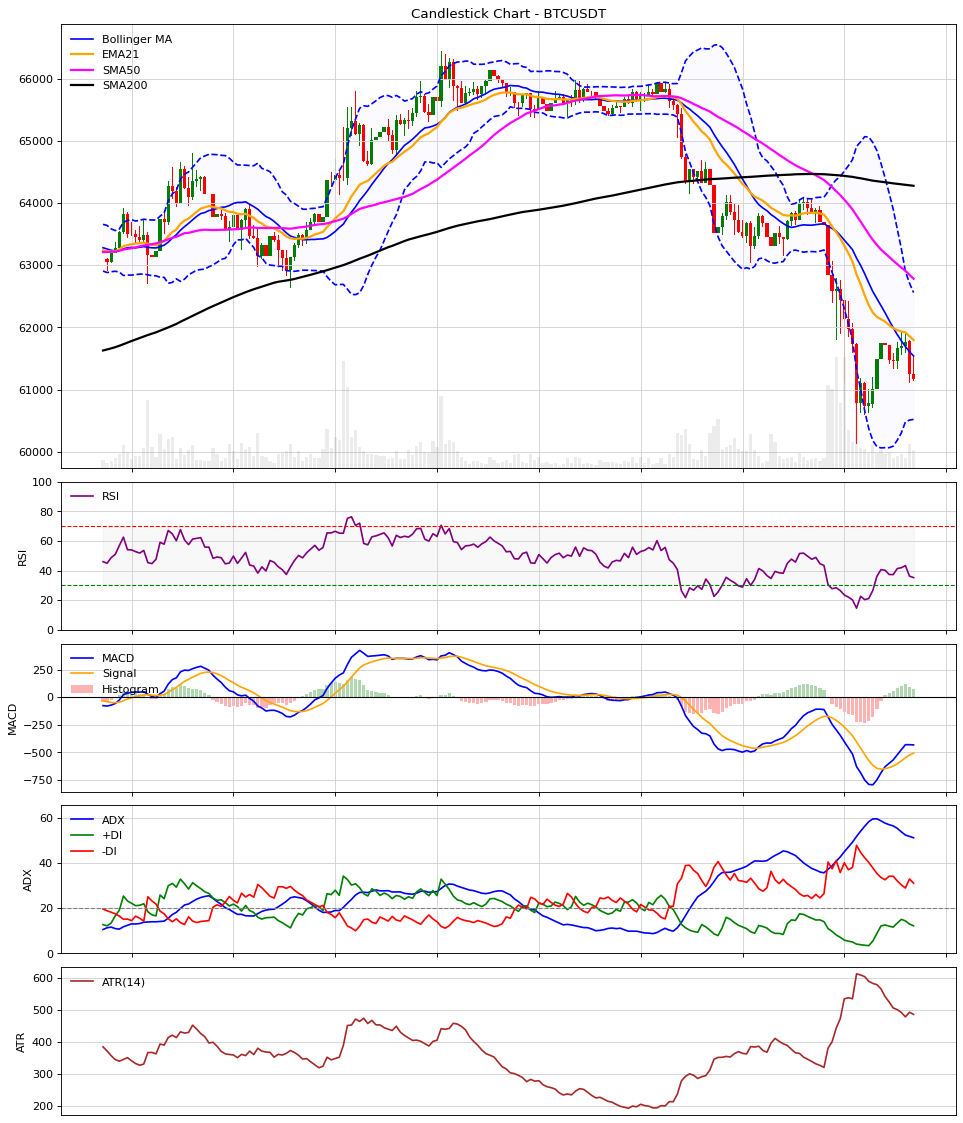 Candlestick Chart - BTCUSDT
Bollinger MA
EMA21
SMA50
SMA200
66000
65000
64000
63000
62000
61000
60000
RSI
100
80
60
40
20
0
RSI
MACD
Signal
Histogram
250
0
−250
−500
−750
MACD
ADX
+DI
-DI
60
40
20
0
ADX
ATR(14)
600
500
400
300
200
ATR